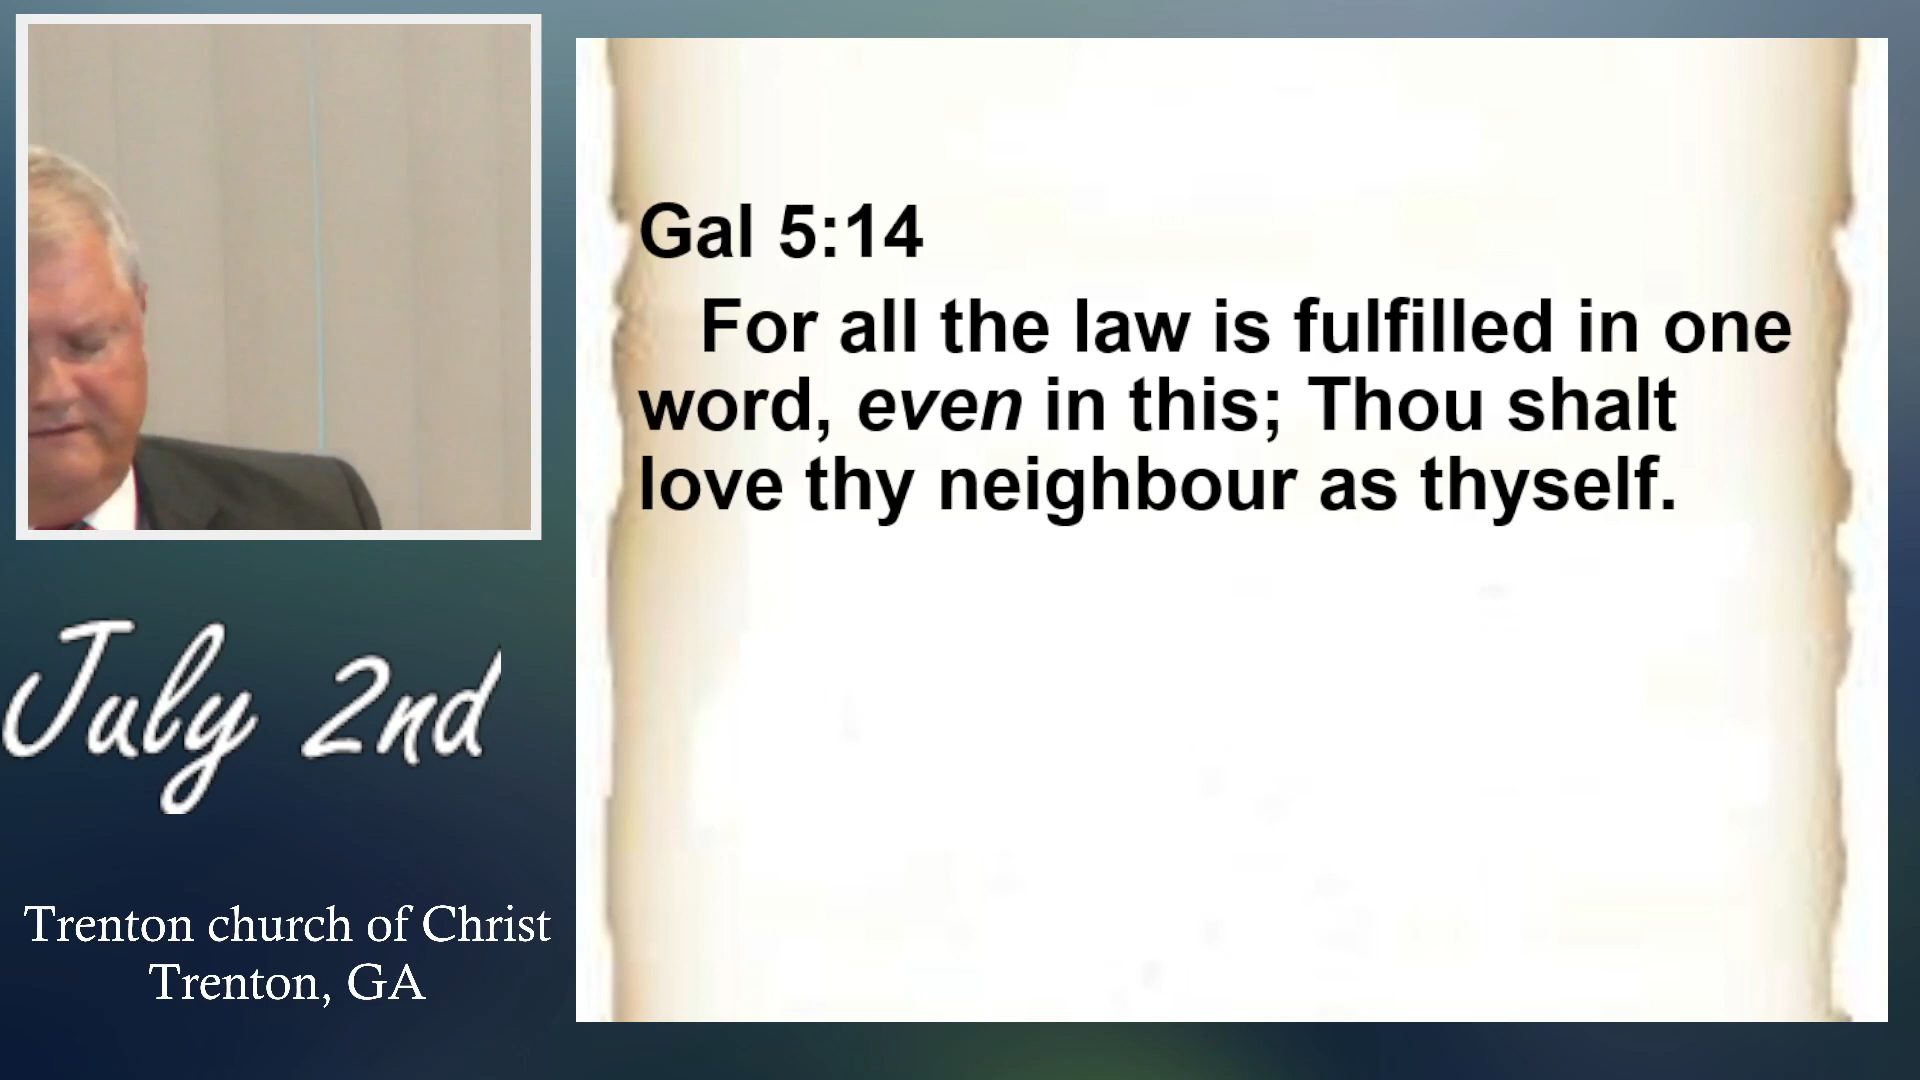 Gal 5:14
For all the law is fulfilled in one
word, even in this; Thou shalt
love thy neighbour as thyself.
July 2nd
Trenton church of Christ
Trenton, GA